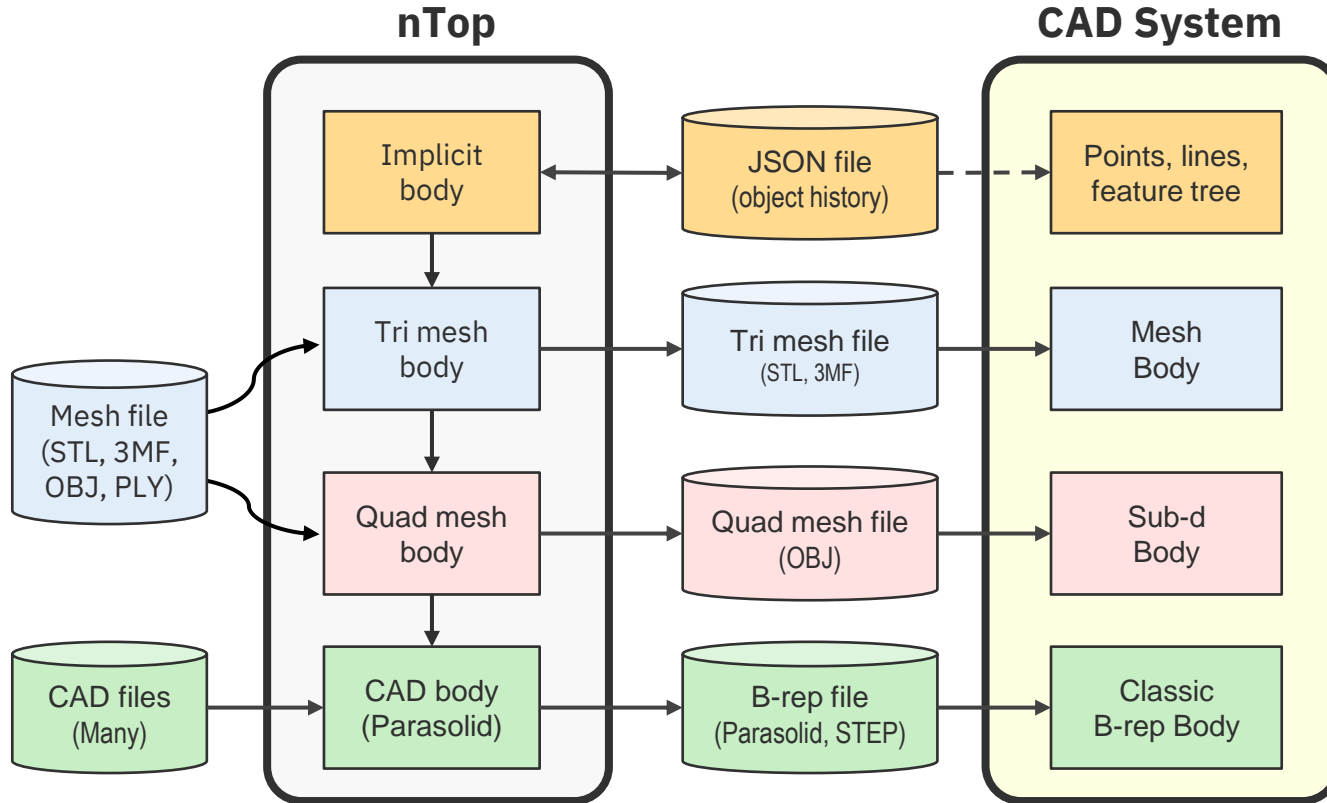 nTop
CAD System
Implicit
body
JSON file
(object history)
Points, lines,
feature tree
Tri mesh
body
Tri mesh file
(STL, 3MF)
Mesh
Body
Mesh file
(STL, 3MF,
OBJ, PLY)
Quad mesh
body
Quad mesh file
(OBJ)
Sub-d
Body
CAD files
(Many)
CAD body
(Parasolid)
B-rep file
(Parasolid, STEP)
Classic
B-rep Body